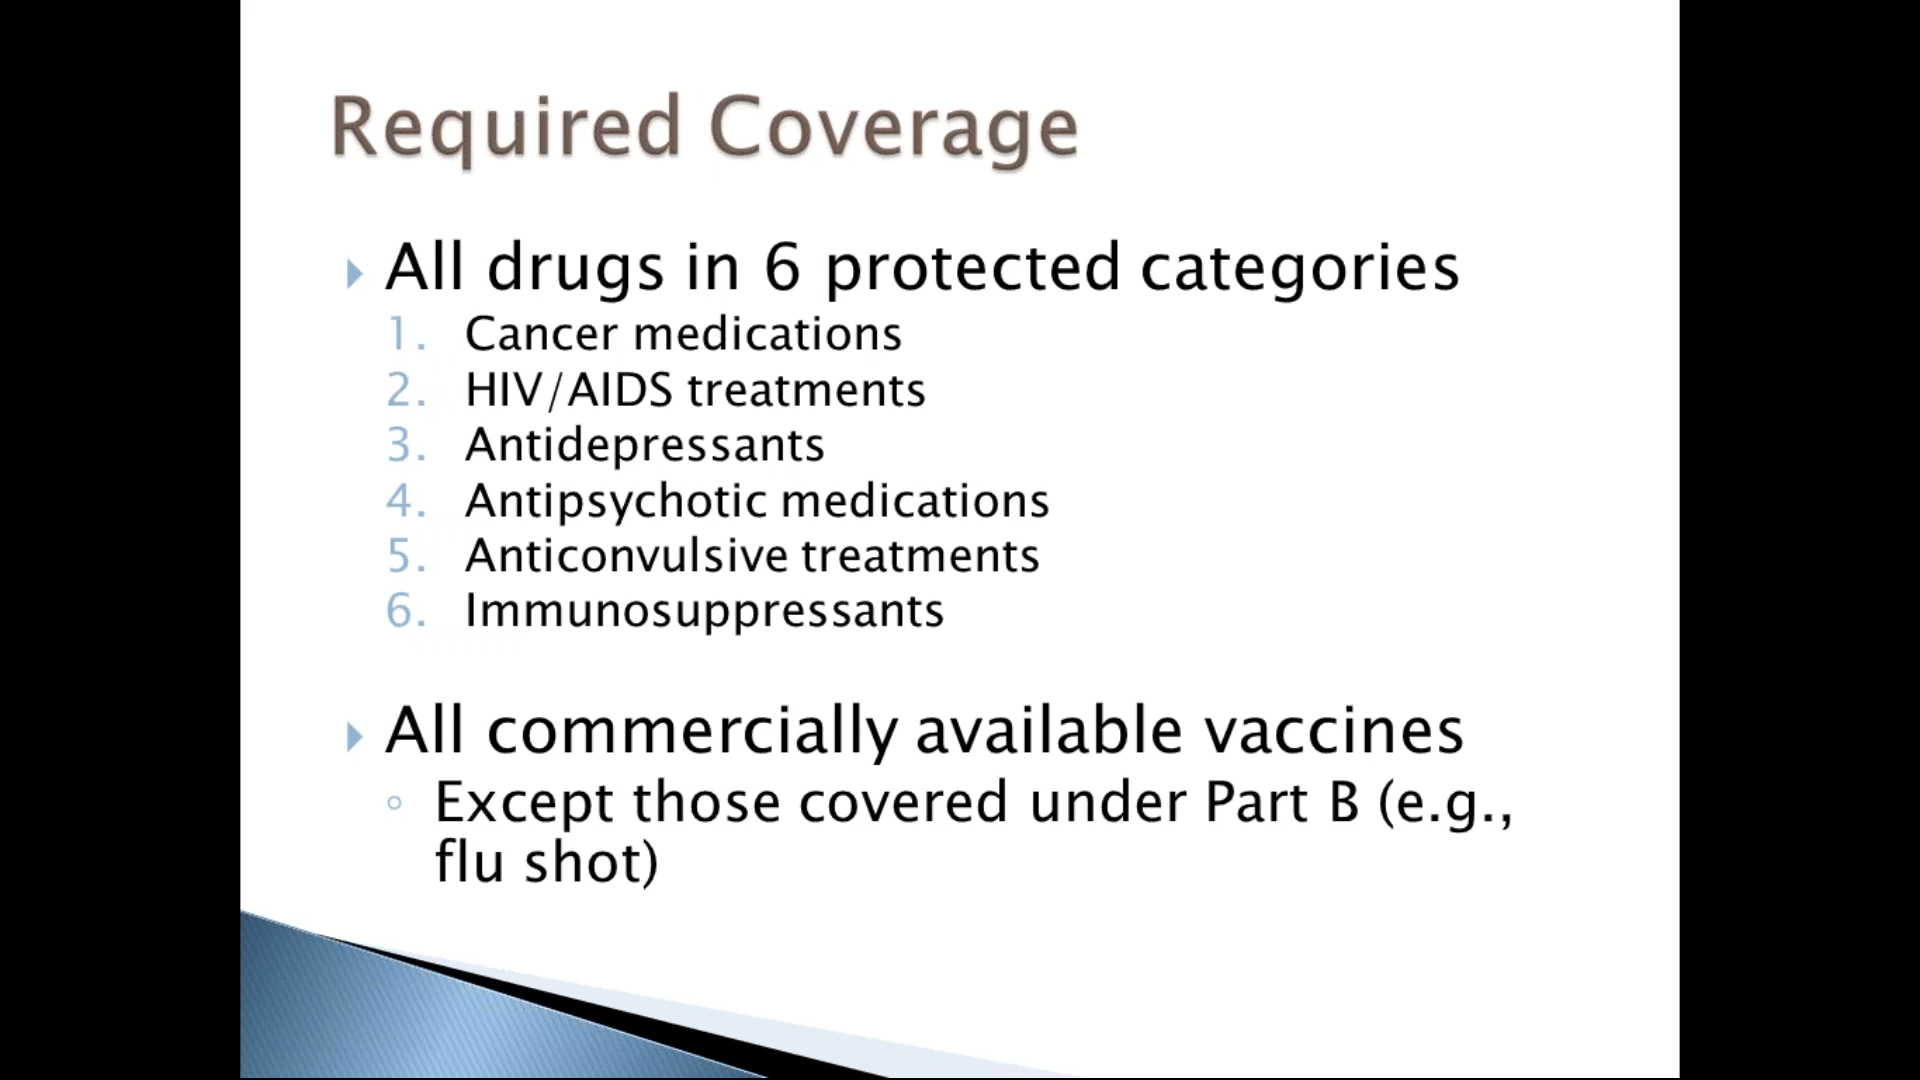 Required Coverage
All drugs in 6 protected categories
1. Cancer medications
2. HIV/AIDS treatments
3. Antidepressants
4. Antipsychotic medications
5. Anticonvulsive treatments
6. Immunosuppressants
All commercially available vaccines
Except those covered under Part B (e.g.,
flu shot)